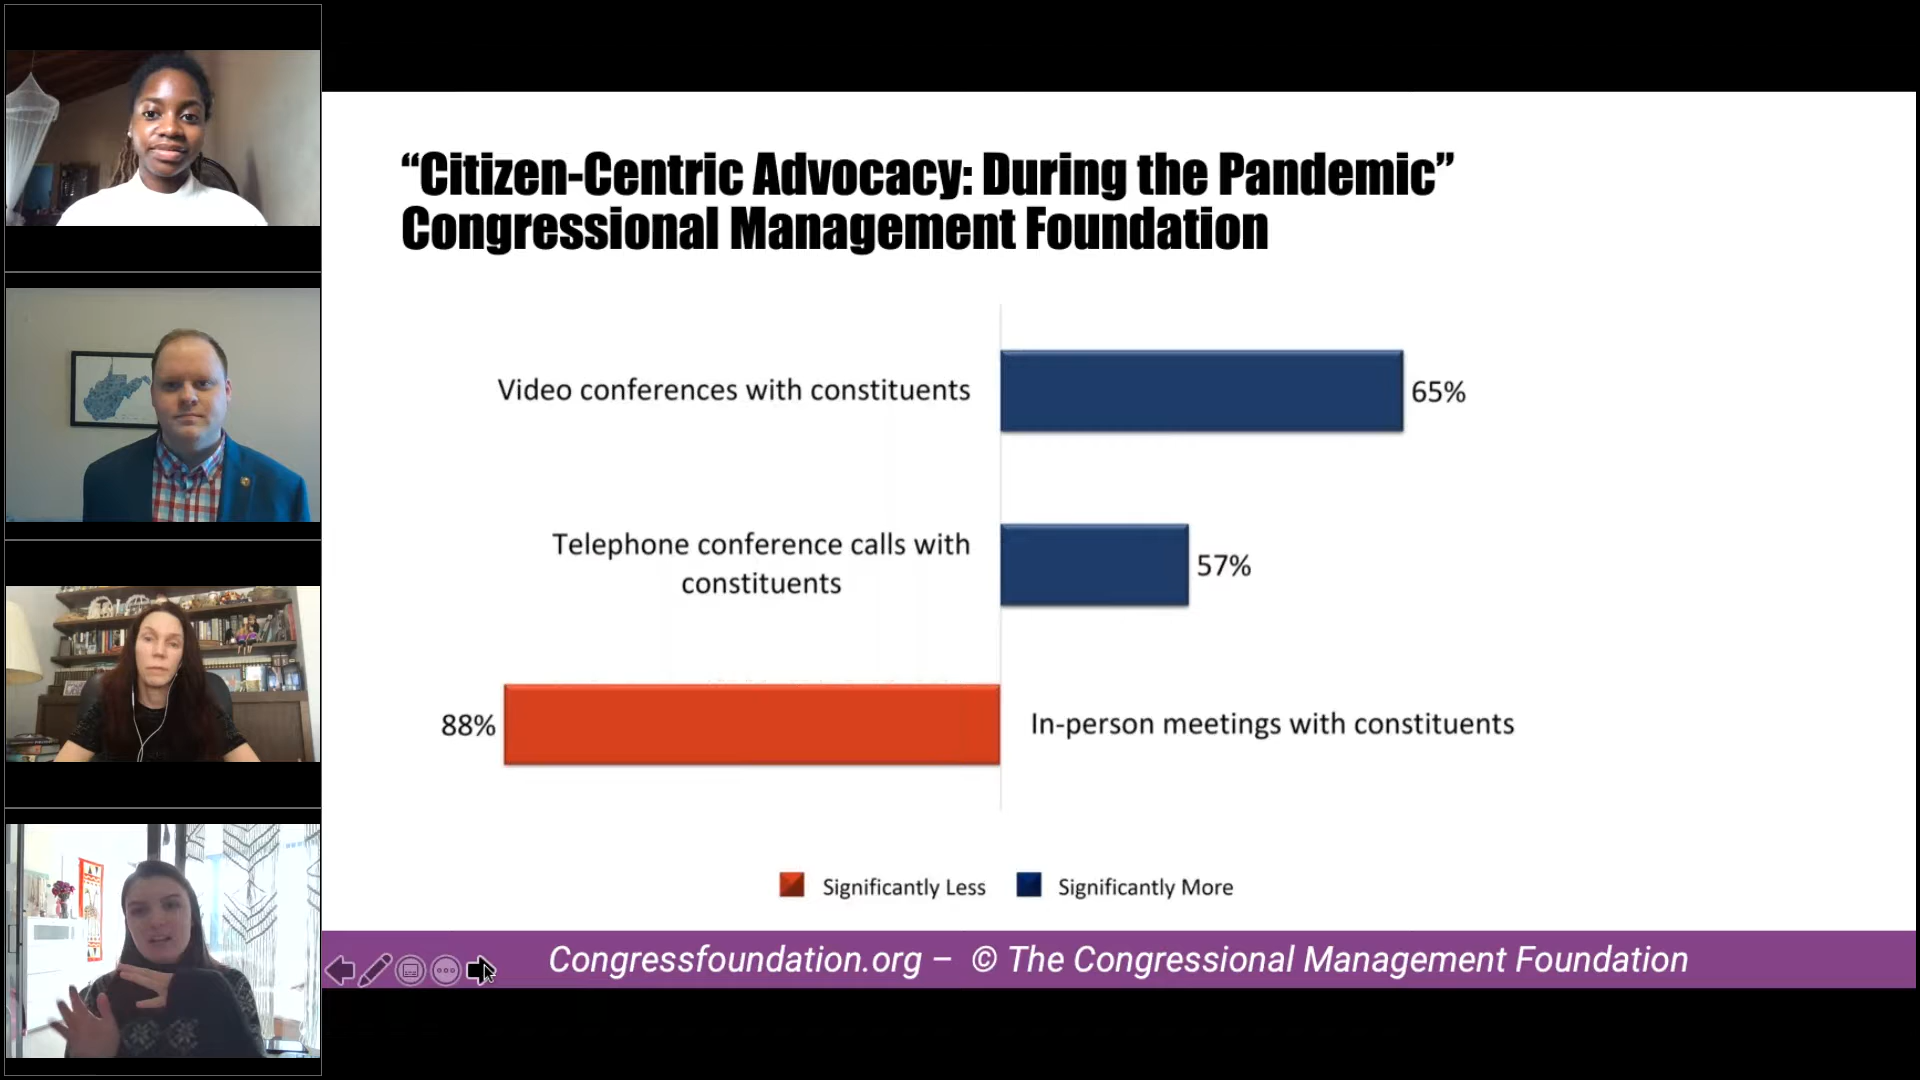 “Citizen-Centric Advocacy: During the Pandemic”
Congressional Management Foundation
Video conferences with constituents
65%
Telephone conference calls with
constituents
57%
88%
In-person meetings with constituents
Significantly Less
Significantly More
Congressfoundation.org – © The Congressional Management Foundation